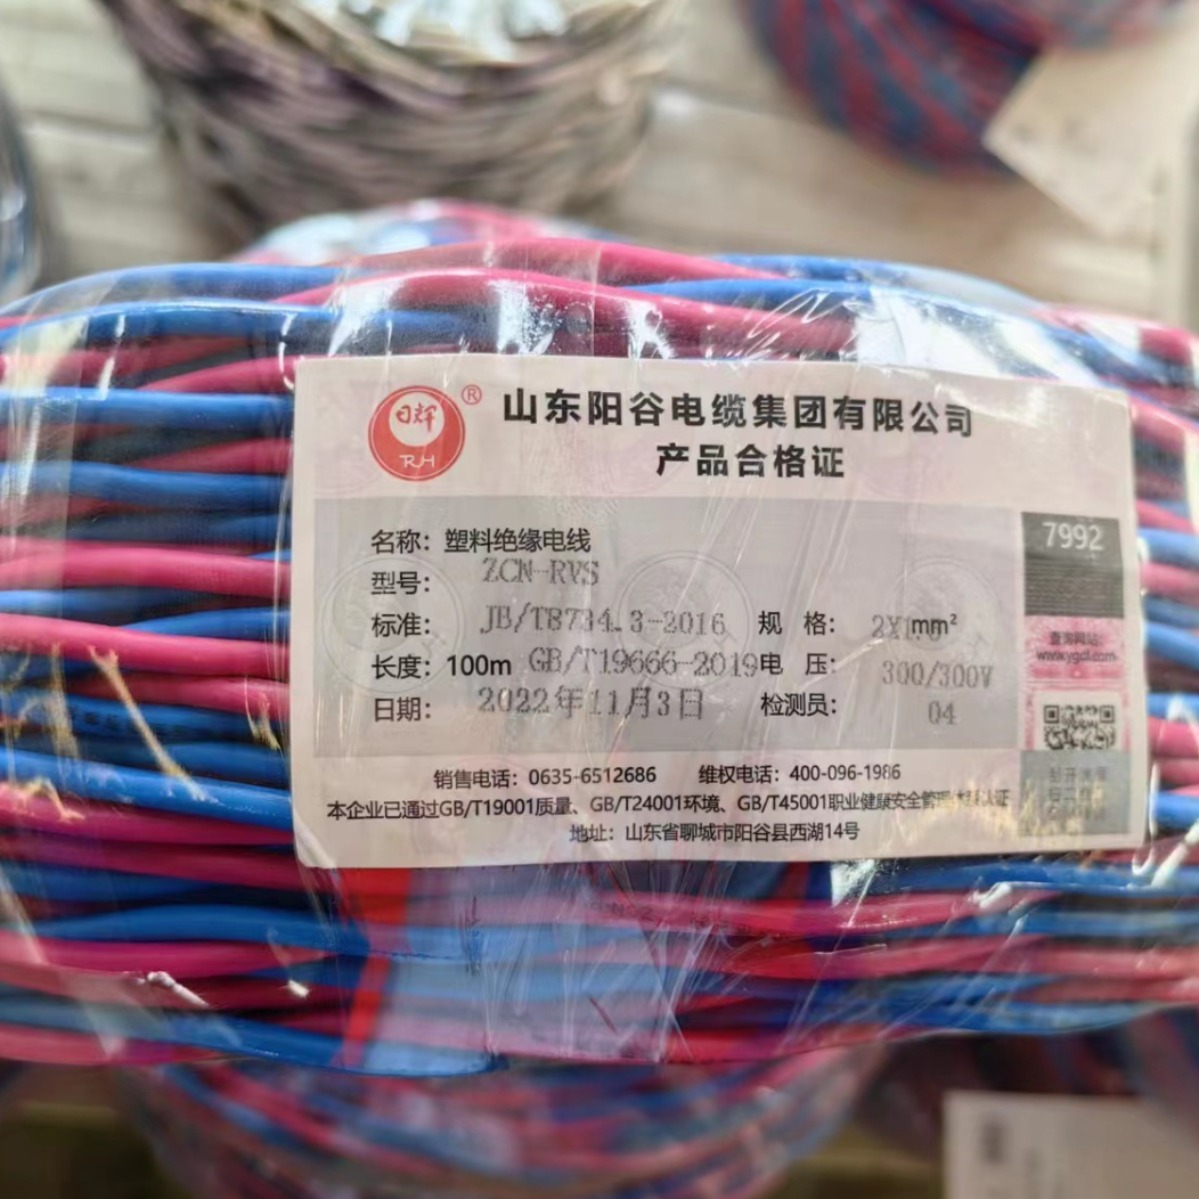 日辉
RH
®
山东阳谷电缆集团有限公司
产品合格证
名称: 塑料绝缘电线
型号: ZCN-RVS
标准: JB/T8734.3-2016 规 格: mm²
长度: 100m GB/T19666-2019 电 压: 300/300V
日期: 2022年11月3日 检测员: 04
7992
查询网站:
www.ygcl.com
销售电话: 0635-6512686 维权电话: 400-096-1986
本企业已通过GB/T19001质量、GB/T24001环境、GB/T45001职业健康安全管理体系认证
地址: 山东省聊城市阳谷县西湖14号